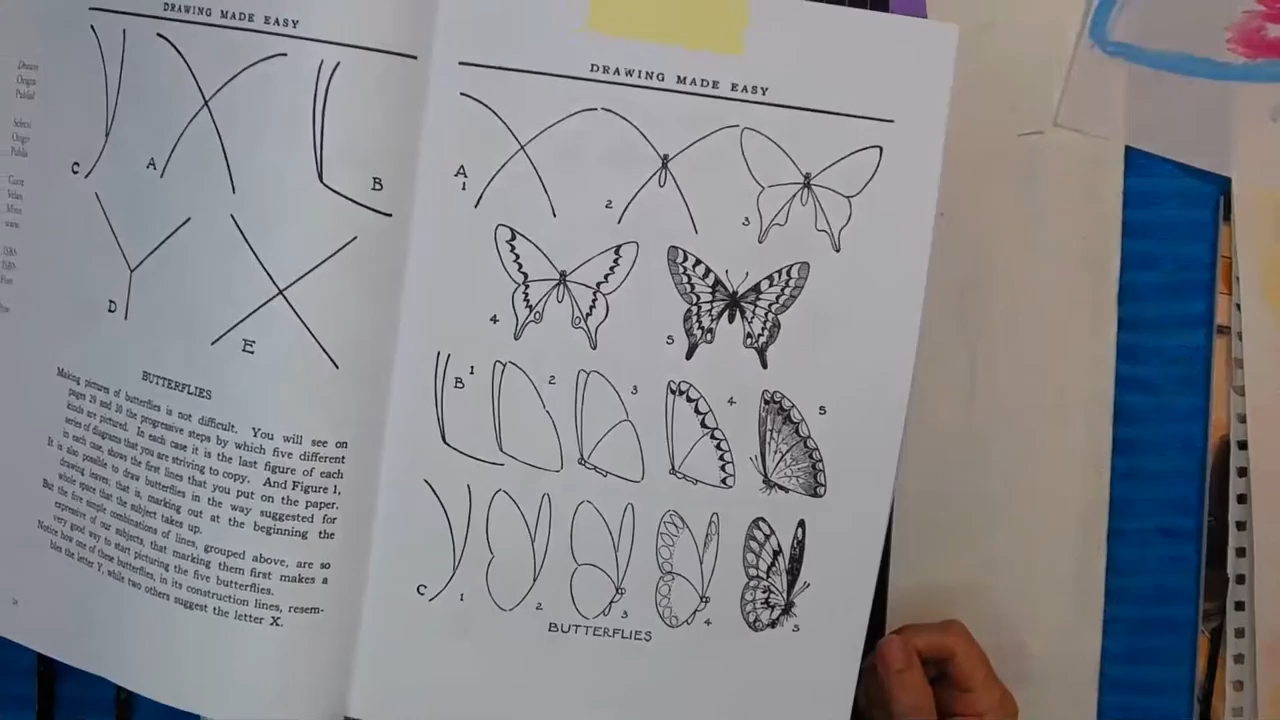 DRAWING MADE EASY
C
A
B
D
E
BUTTERFLIES
Making pictures of butterflies is not difficult. You will see on
pages 29 and 30 the progressive steps by which five different
kinds are pictured. In each case it is the last figure of each
series of diagrams that you are striving to copy. And Figure 1,
in each case, shows the first lines that you put on the paper.
It is also possible to draw butterflies in the way suggested for
drawing leaves; that is, marking out at the beginning the
whole space that the subject takes up.
But the five simple combinations of lines, grouped above, are so
expressive of our subjects, that marking them first makes a
very good way to start picturing the five butterflies.
Notice how one of these butterflies, in its construction lines, resem-
bles the letter Y, while two others suggest the letter X.
DRAWING MADE EASY
A
1
2
3
4
5
B
1
2
3
4
5
C
1
2
3
4
5
BUTTERFLIES